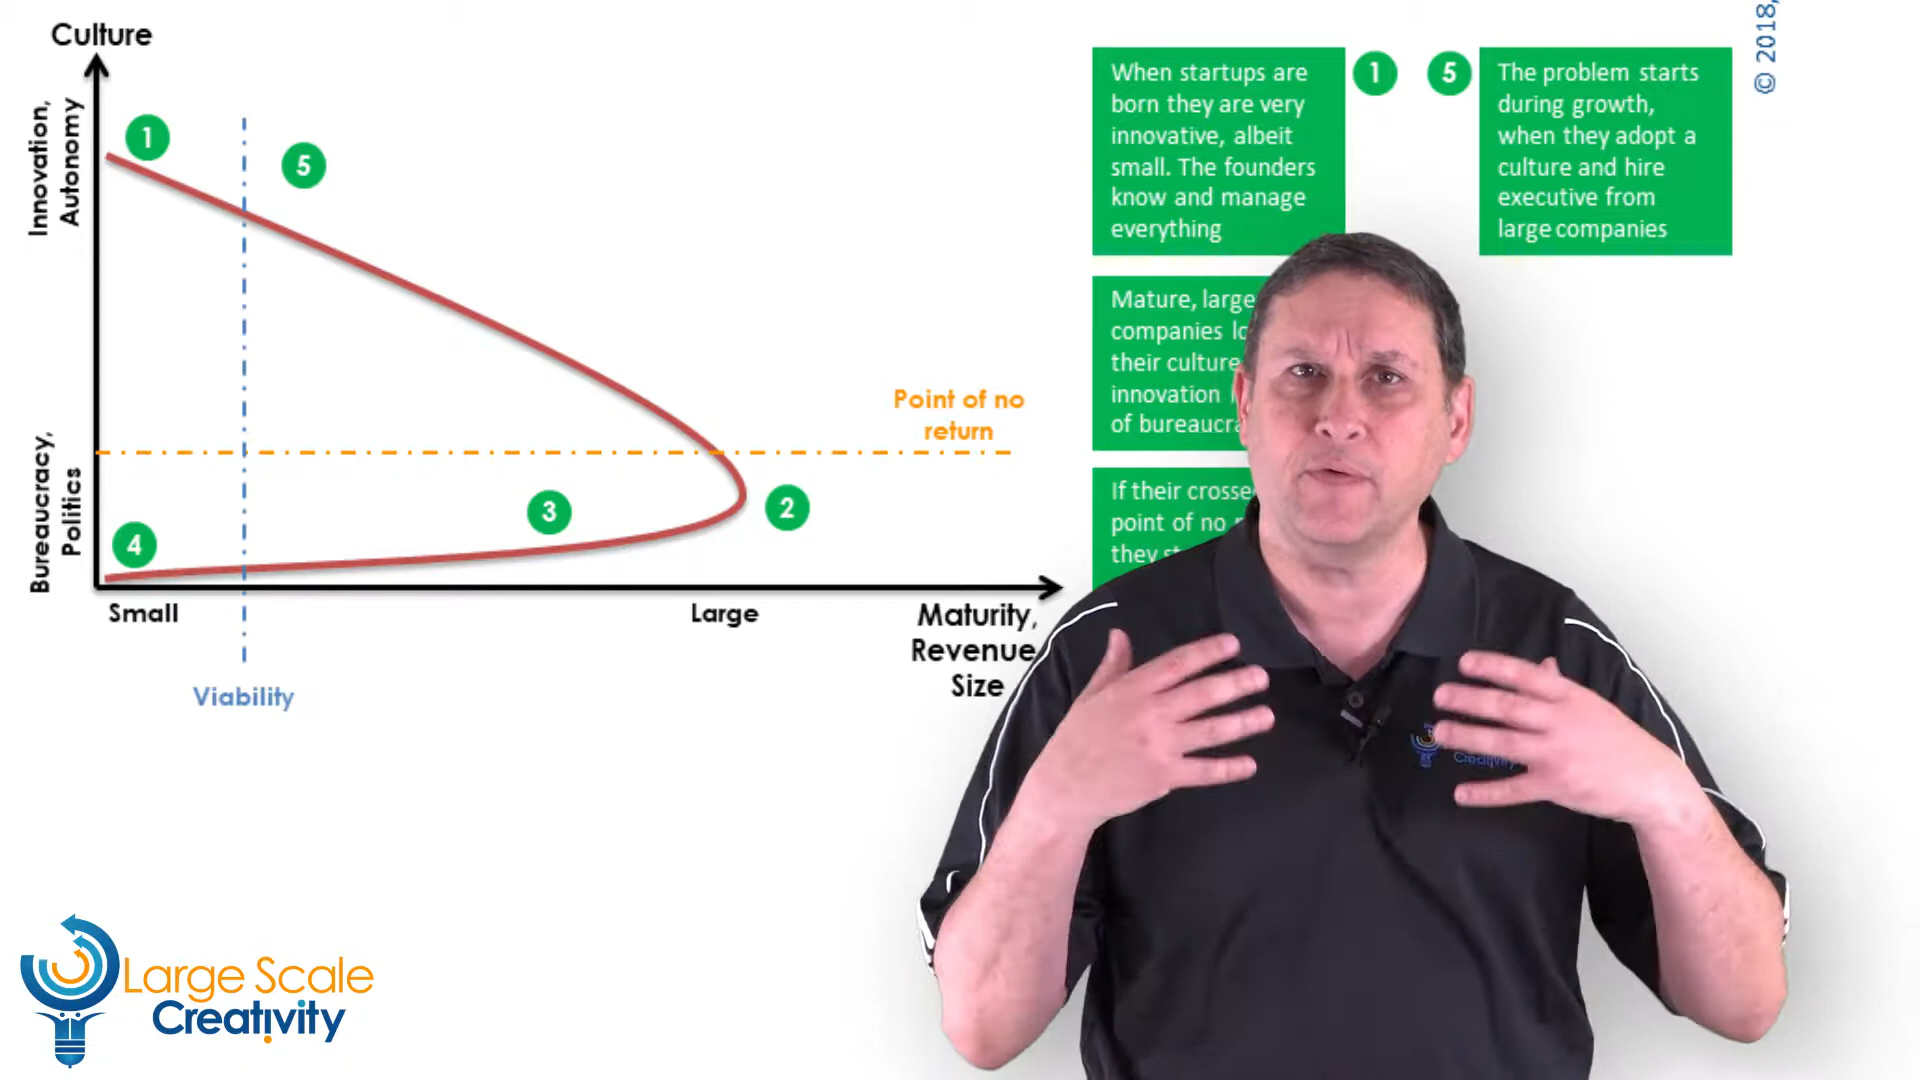 Culture
Innovation,
Autonomy
Bureaucracy,
Politics
1
5
Point of no
return
3
2
4
Small
Large
Maturity,
Revenue
Size
Viability
When startups are
born they are very
innovative, albeit
small. The founders
know and manage
everything
1
5
The problem starts
during growth,
when they adopt a
culture and hire
executive from
large companies
© 2018,
Mature, large
companies
their culture
innovation
of
If their
point of no
they
Large Scale
Creativity
Creativity